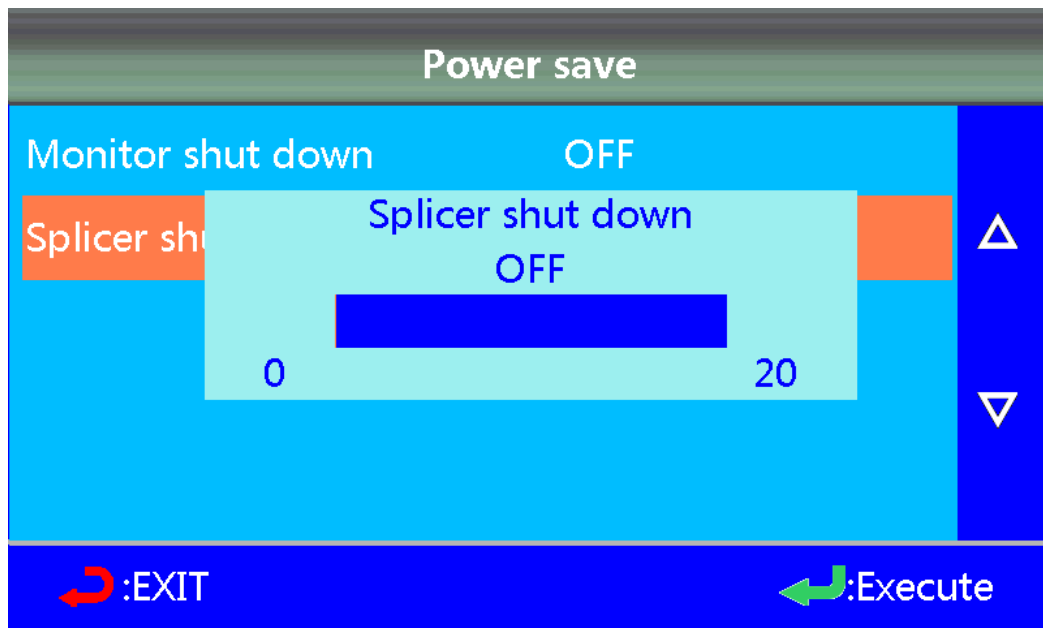 Power save
Monitor shut down OFF
Splicer shu
Splicer shut down
OFF
0 20
:EXIT :Execute